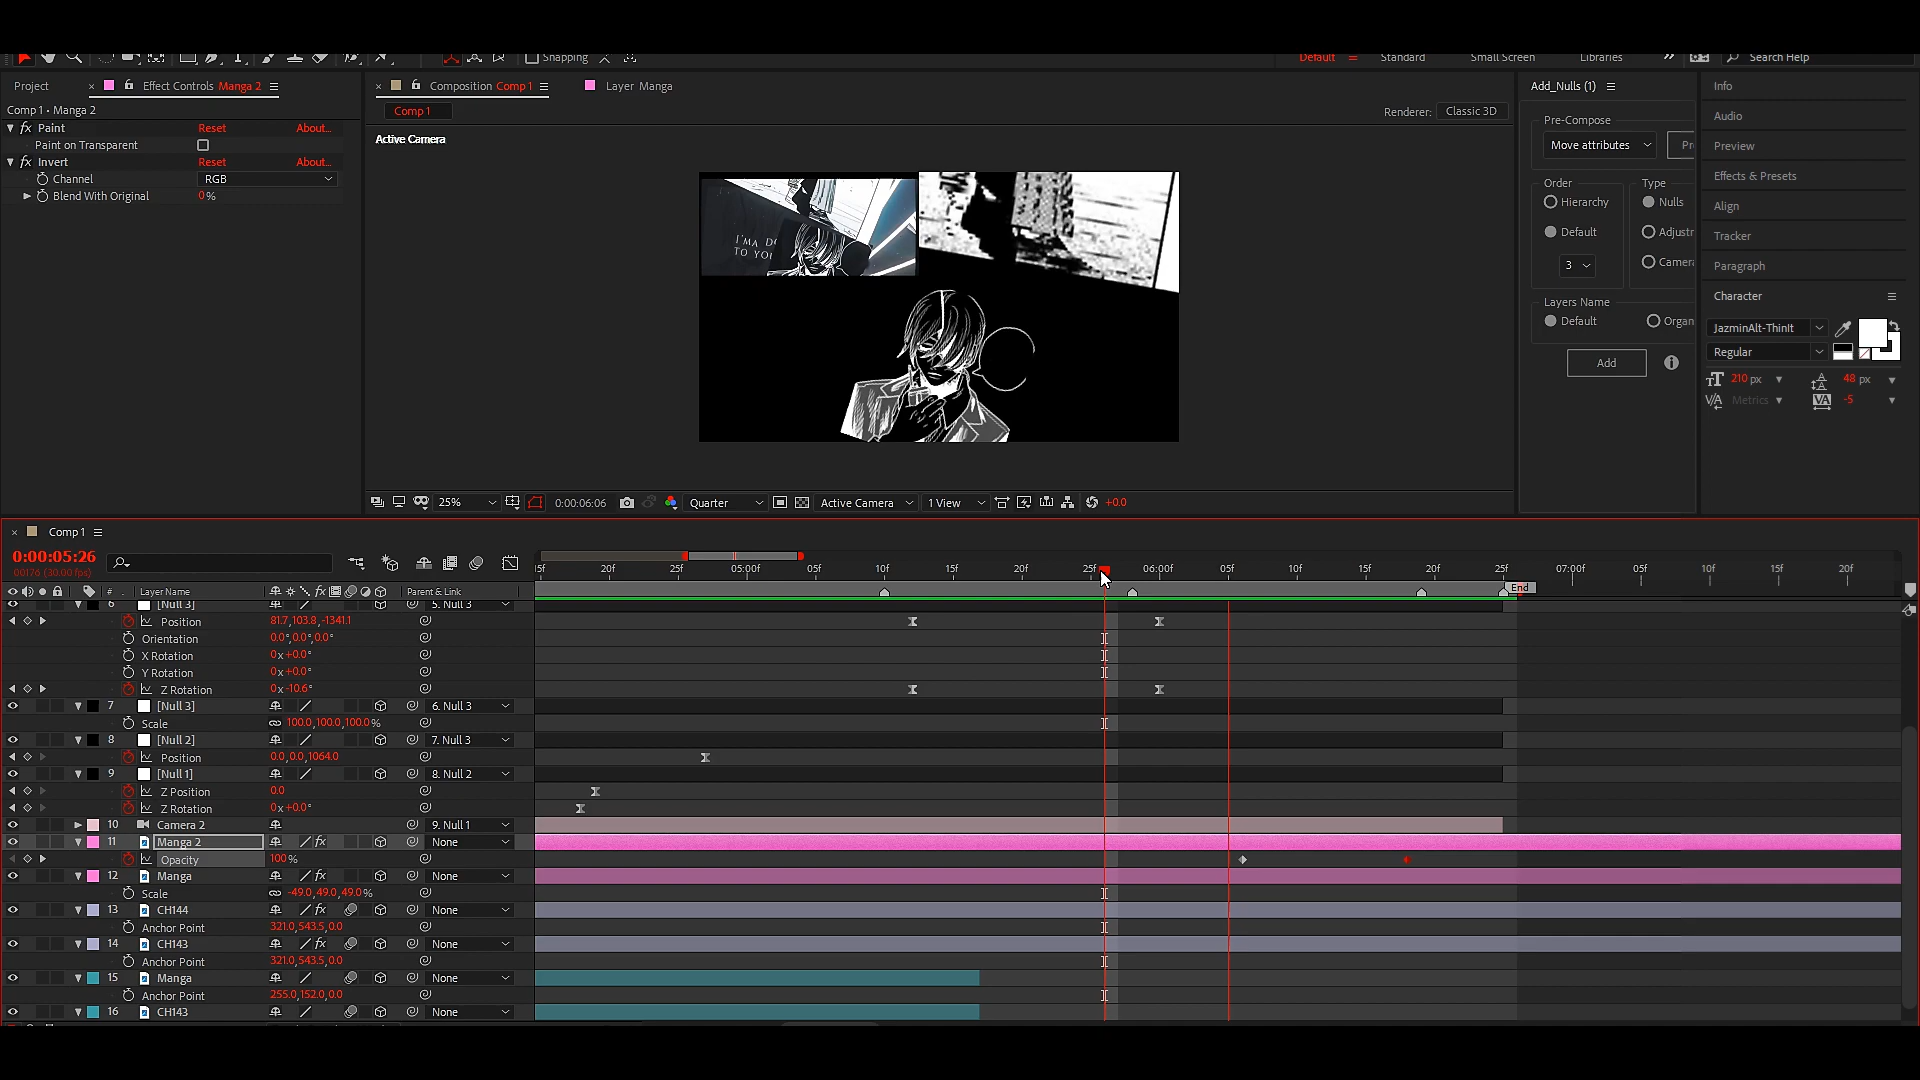 Snapping
Default
Standard
Small Screen
Libraries
Search Help
Project
Effect Controls Manga 2
Composition Comp 1
Layer Manga
Add_Nulls (1)
Info
Comp 1 • Manga 2
Comp 1
Renderer:
Classic 3D
Audio
fx Paint
Reset
About...
Active Camera
Pre-Compose
Paint on Transparent
Move attributes
Pr
Preview
fx Invert
Reset
About...
Channel
RGB
Order
Type
Effects & Presets
Blend With Original
0%
Hierarchy
Nulls
Align
Default
Adjustr
Tracker
I'MA DO
TO YOU
3
Camera
Paragraph
Layers Name
Character
Default
Organ
JazminAlt-ThinIt
Add
Regular
210 px
48 px
Metrics
-5
25%
0:00:06:06
Quarter
Active Camera
1 View
+0.0
Comp 1
0:00:05:26
00176 (30.00 fps)
15f
20f
25f
05:00f
05f
10f
15f
20f
25f
06:00f
05f
10f
15f
20f
25f
07:00f
05f
10f
15f
20f
End
#
Layer Name
fx
Parent & Link
6
[Null 3]
5. Null 3
Position
81.7,103.8,-1341.1
Orientation
0.0°,0.0°,0.0°
X Rotation
0x+0.0°
Y Rotation
0x+0.0°
Z Rotation
0x-10.6°
7
[Null 3]
6. Null 3
Scale
100.0,100.0,100.0%
8
[Null 2]
7. Null 3
Position
0.0,0.0,1064.0
9
[Null 1]
8. Null 2
Z Position
0.0
Z Rotation
0x+0.0°
10
Camera 2
9. Null 1
11
Manga 2
fx
None
Opacity
100%
12
Manga
fx
None
Scale
-49.0,49.0,49.0%
13
CH144
fx
None
Anchor Point
321.0,543.5,0.0
14
CH143
fx
None
Anchor Point
321.0,543.5,0.0
15
Manga
None
Anchor Point
255.0,152.0,0.0
16
CH143
None